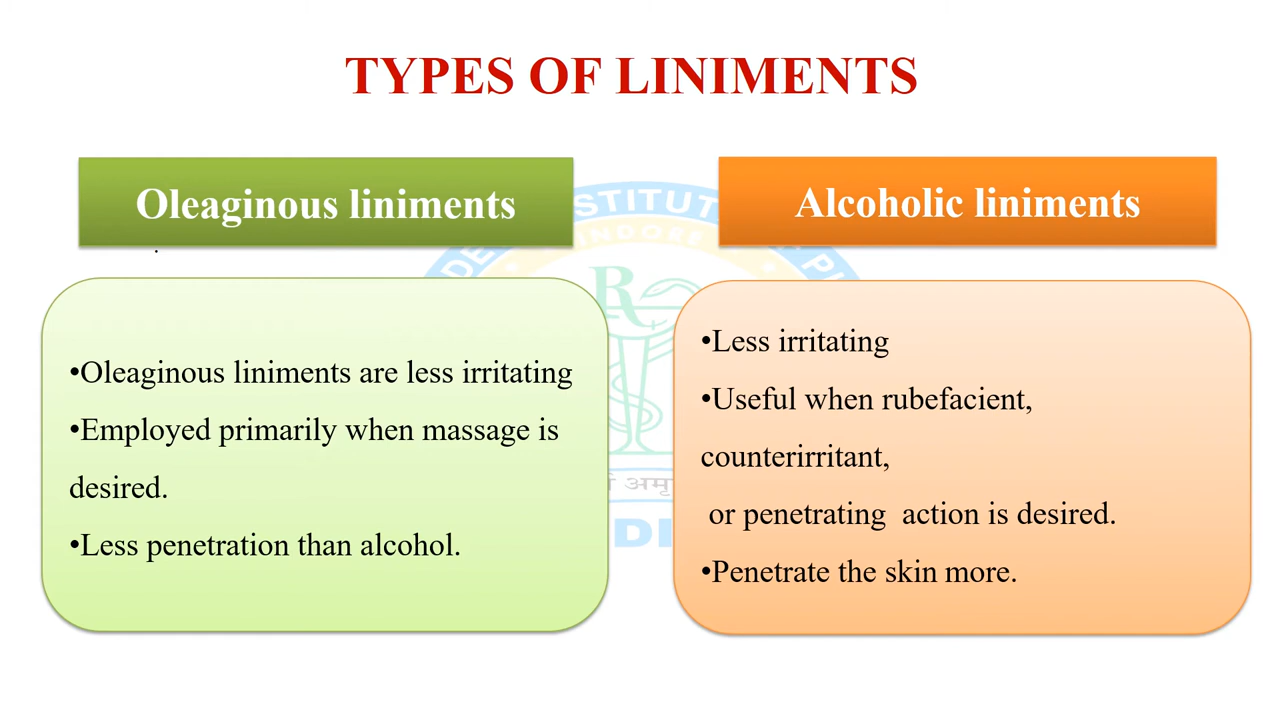 TYPES OF LINIMENTS
Oleaginous liniments
.
•Oleaginous liniments are less irritating
•Employed primarily when massage is
desired.
•Less penetration than alcohol.
Alcoholic liniments
•Less irritating
•Useful when rubefacient,
counterirritant,
or penetrating  action is desired.
•Penetrate the skin more.
INDORE